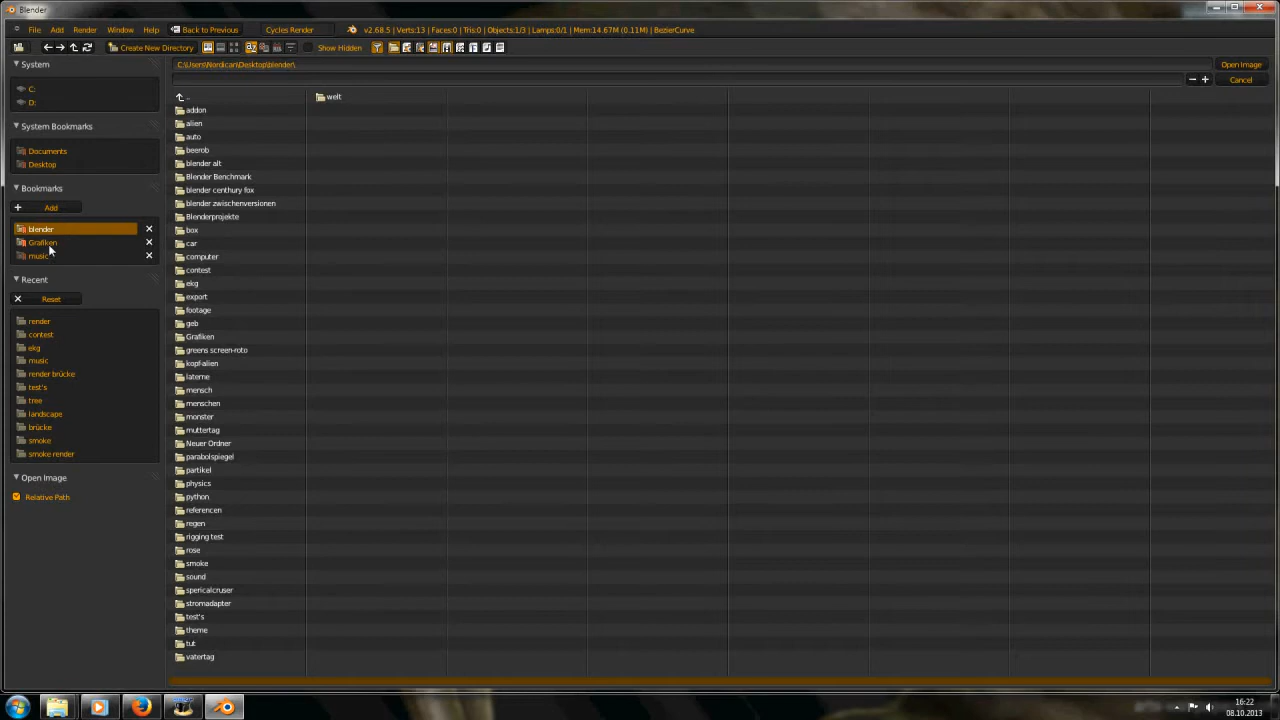 Blender
File Add Render Window Help Back to Previous Cycles Render v2.68.5 | Verts:13 | Faces:0 | Tris:0 | Objects:1/3 | Lamps:0/1 | Mem:14.67M (0.11M) | BezierCurve
Create New Directory Show Hidden
System
C:
D:
System Bookmarks
Documents
Desktop
Bookmarks
Add
blender
Grafiken
music
Recent
Reset
render
contest
ekg
music
render brücke
test's
tree
landscape
brücke
smoke
smoke render
Open Image
Relative Path
C:\Users\Nordican\Desktop\blender\
Open Image
Cancel
..
addon
alien
auto
beerob
blender alt
Blender Benchmark
blender centhury fox
blender zwischenversionen
Blenderprojekte
box
car
computer
contest
ekg
export
footage
geb
Grafiken
greens screen-roto
kopf-alien
laterne
mensch
menschen
monster
muttertag
Neuer Ordner
parabolspiegel
partikel
physics
python
referencen
regen
rigging test
rose
smoke
sound
spericalcruser
stromadapter
test's
theme
tut
vatertag
welt
16:22
08.10.2013